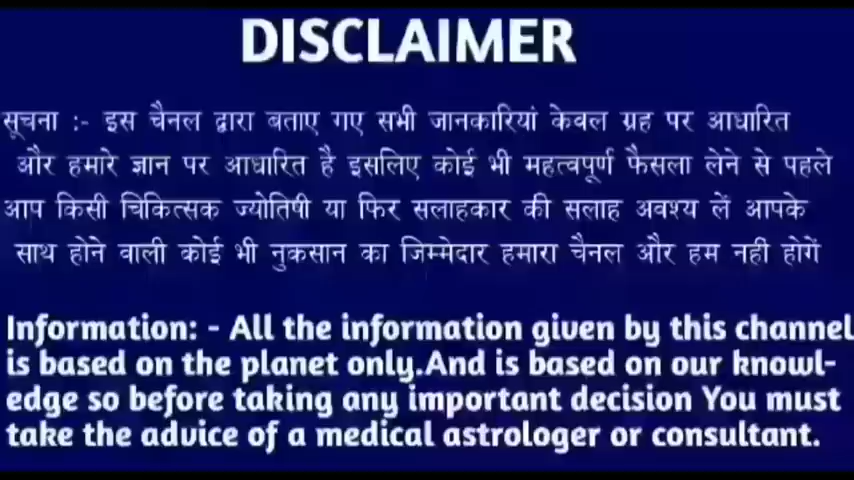 DISCLAIMER
सूचना :- इस चैनल द्वारा बताए गए सभी जानकारियां केवल ग्रह पर आधारित
और हमारे ज्ञान पर आधारित है इसलिए कोई भी महत्वपूर्ण फैसला लेने से पहले
आप किसी चिकित्सक ज्योतिषी या फिर सलाहकार की सलाह अवश्य लें आपके
साथ होने वाली कोई भी नुकसान का जिम्मेदार हमारा चैनल और हम नही होगें
Information: - All the information given by this channel
is based on the planet only.And is based on our knowl-
edge so before taking any important decision You must
take the advice of a medical astrologer or consultant.